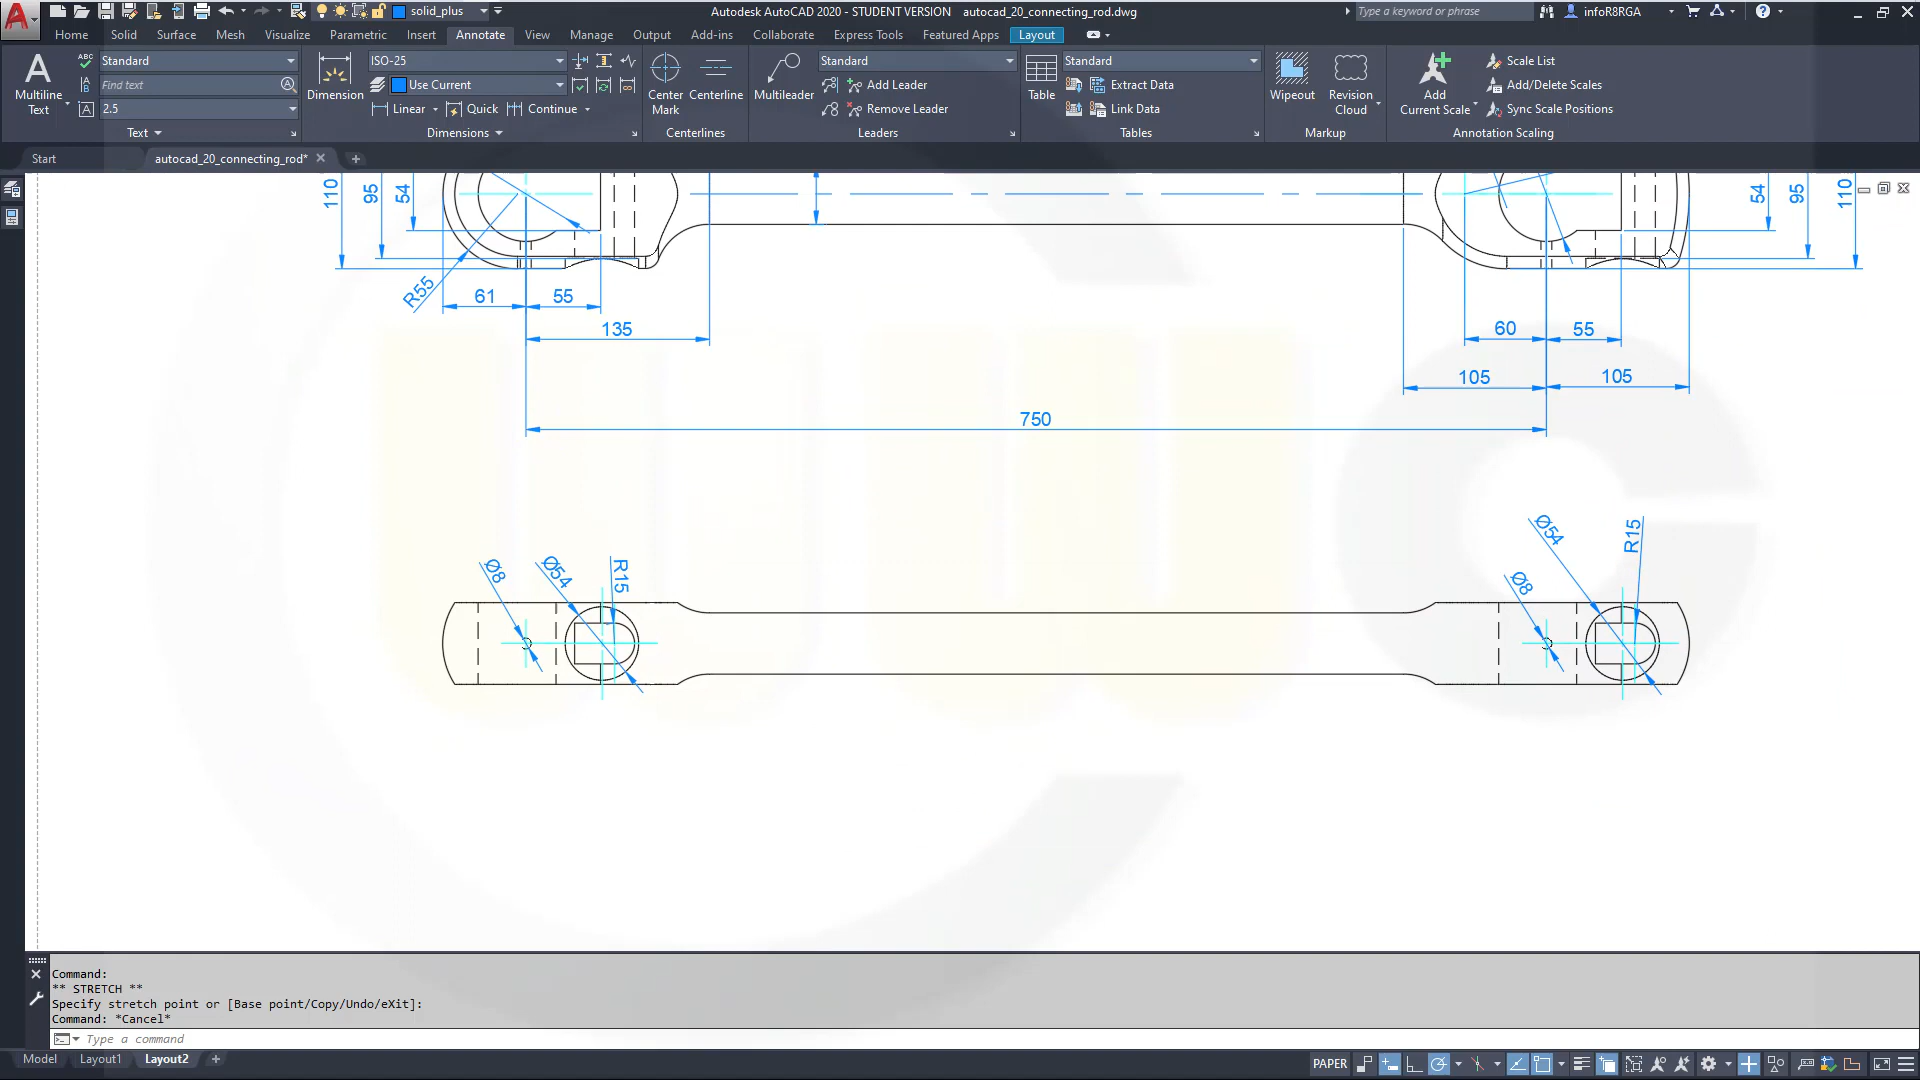 solid_plus
Autodesk AutoCAD 2020 - STUDENT VERSION autocad_20_connecting_rod.dwg
Type a keyword or phrase
infoR8RGA
Home Solid Surface Mesh Visualize Parametric Insert Annotate View Manage Output Add-ins Collaborate Express Tools Featured Apps Layout
Multiline
Text
ABC
Standard
Find text
2.5
Text
Dimension
ISO-25
Use Current
Linear Quick Continue
Dimensions
Center
Mark
Centerline
Centerlines
Multileader
Standard
Add Leader
Remove Leader
Leaders
Table
Standard
Extract Data
Link Data
Tables
Wipeout
Revision
Cloud
Markup
Add
Current Scale
Scale List
Add/Delete Scales
Sync Scale Positions
Annotation Scaling
Start
autocad_20_connecting_rod*
110
95
54
54
95
110
R55
61
55
135
60
55
105
105
750
Ø8
Ø54
R15
Ø8
Ø54
R15
Command:
** STRETCH **
Specify stretch point or [Base point/Copy/Undo/eXit]:
Command: *Cancel*
Type a command
Model Layout1 Layout2
PAPER